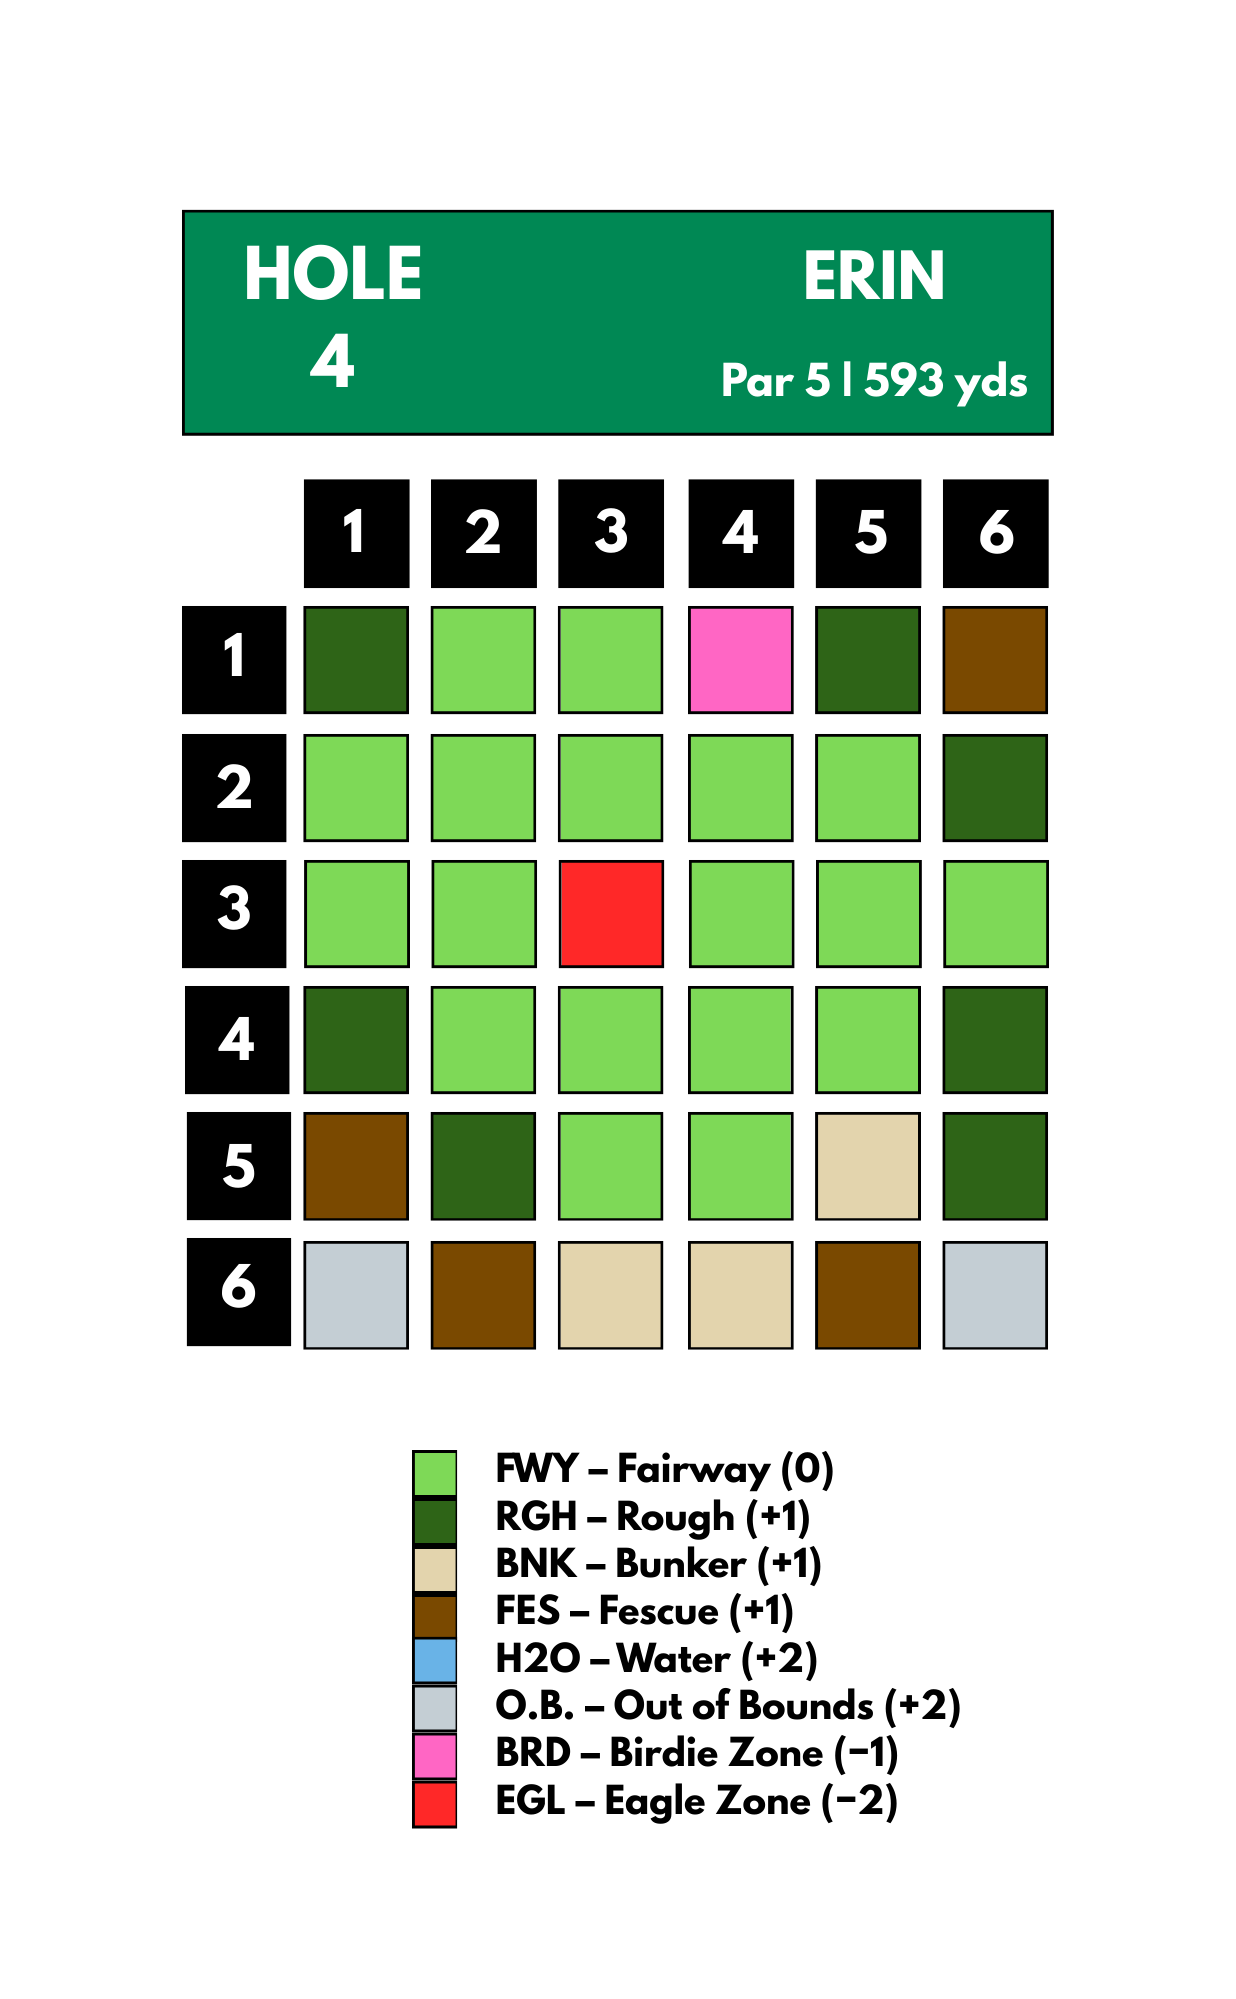 HOLE
4
ERIN
Par 5 | 593 yds
1 2 3 4 5 6
1
2
3
4
5
6
FWY – Fairway (0)
RGH – Rough (+1)
BNK – Bunker (+1)
FES – Fescue (+1)
H2O – Water (+2)
O.B. – Out of Bounds (+2)
BRD – Birdie Zone (−1)
EGL – Eagle Zone (−2)